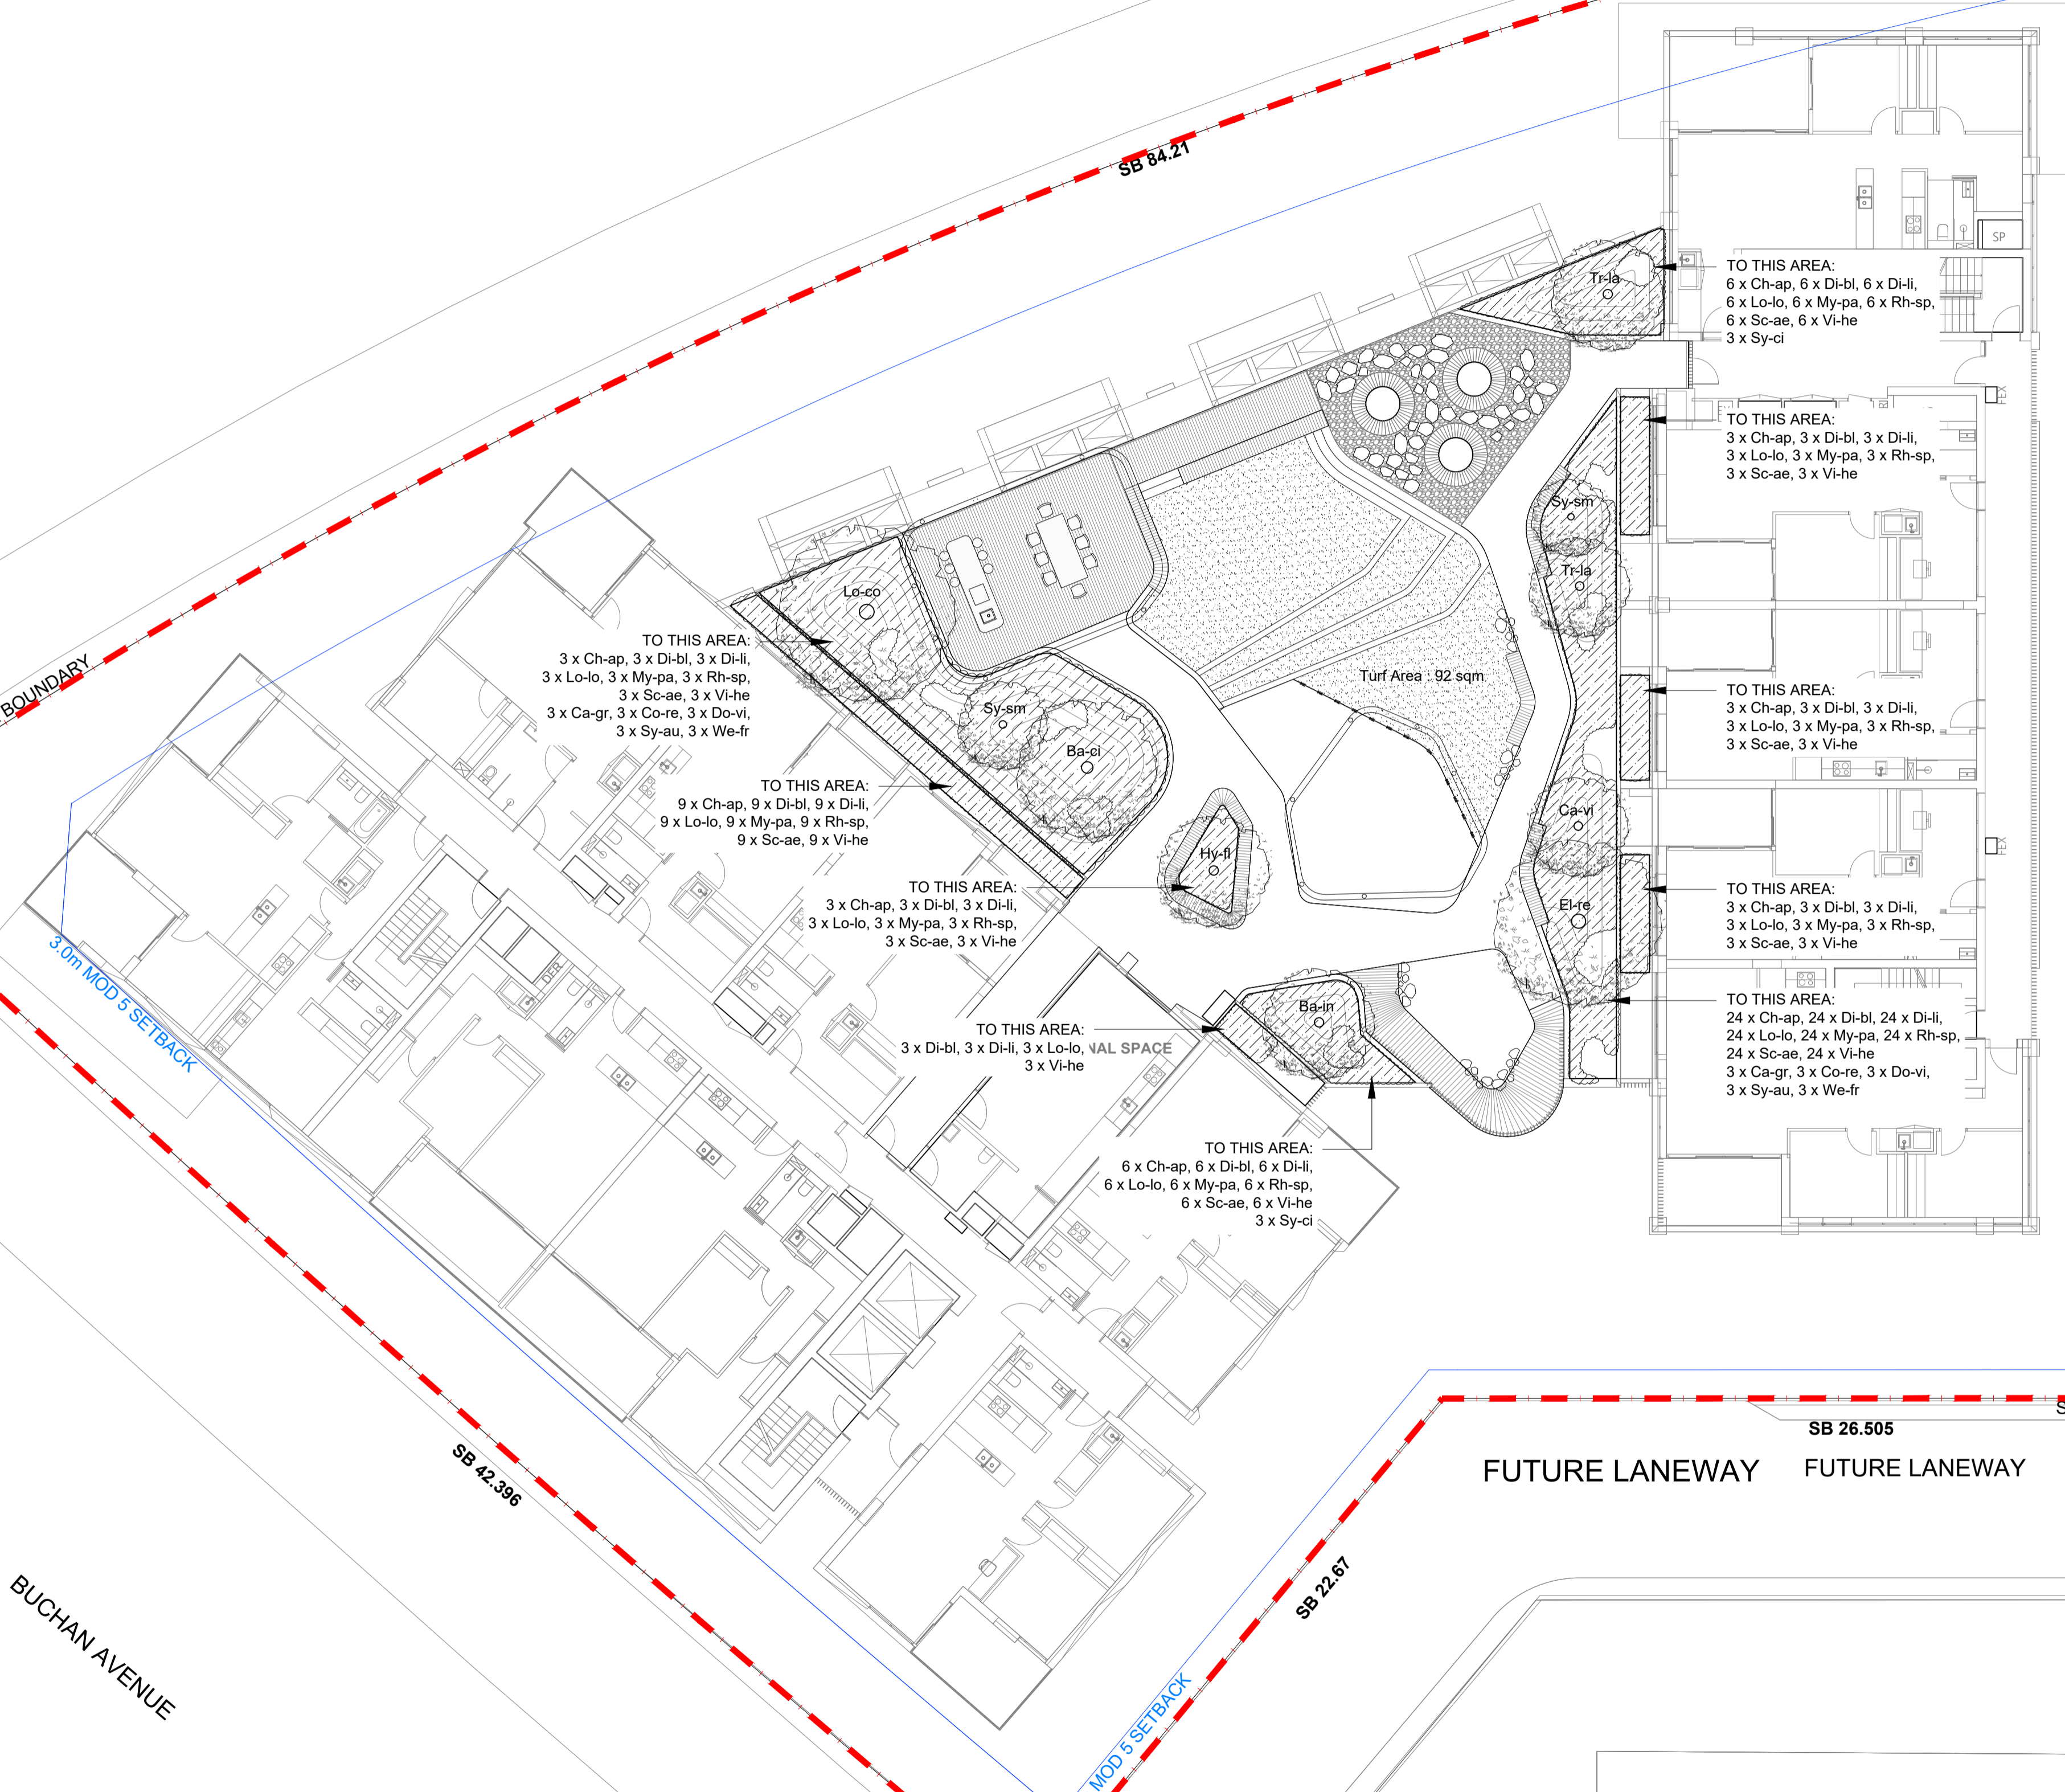 SB 84.21
SP
Tr-la
TO THIS AREA:
6 x Ch-ap, 6 x Di-bl, 6 x Di-li,
6 x Lo-lo, 6 x My-pa, 6 x Rh-sp,
6 x Sc-ae, 6 x Vi-he
3 x Sy-ci
FEX
TO THIS AREA:
3 x Ch-ap, 3 x Di-bl, 3 x Di-li,
3 x Lo-lo, 3 x My-pa, 3 x Rh-sp,
3 x Sc-ae, 3 x Vi-he
Sy-sm
Tr-la
Lo-co
TO THIS AREA:
3 x Ch-ap, 3 x Di-bl, 3 x Di-li,
3 x Lo-lo, 3 x My-pa, 3 x Rh-sp,
3 x Sc-ae, 3 x Vi-he
3 x Ca-gr, 3 x Co-re, 3 x Do-vi,
3 x Sy-au, 3 x We-fr
BOUNDARY
Turf Area : 92 sqm
Sy-sm
Ba-ci
TO THIS AREA:
3 x Ch-ap, 3 x Di-bl, 3 x Di-li,
3 x Lo-lo, 3 x My-pa, 3 x Rh-sp,
3 x Sc-ae, 3 x Vi-he
TO THIS AREA:
9 x Ch-ap, 9 x Di-bl, 9 x Di-li,
9 x Lo-lo, 9 x My-pa, 9 x Rh-sp,
9 x Sc-ae, 9 x Vi-he
Ca-vi
FEX
Hy-fl
TO THIS AREA:
3 x Ch-ap, 3 x Di-bl, 3 x Di-li,
3 x Lo-lo, 3 x My-pa, 3 x Rh-sp,
3 x Sc-ae, 3 x Vi-he
El-re
TO THIS AREA:
3 x Ch-ap, 3 x Di-bl, 3 x Di-li,
3 x Lo-lo, 3 x My-pa, 3 x Rh-sp,
3 x Sc-ae, 3 x Vi-he
3.0m MOD 5 SETBACK
DER
Ba-in
TO THIS AREA:
3 x Di-bl, 3 x Di-li, 3 x Lo-lo,
3 x Vi-he
NAL SPACE
TO THIS AREA:
24 x Ch-ap, 24 x Di-bl, 24 x Di-li,
24 x Lo-lo, 24 x My-pa, 24 x Rh-sp,
24 x Sc-ae, 24 x Vi-he
3 x Ca-gr, 3 x Co-re, 3 x Do-vi,
3 x Sy-au, 3 x We-fr
TO THIS AREA:
6 x Ch-ap, 6 x Di-bl, 6 x Di-li,
6 x Lo-lo, 6 x My-pa, 6 x Rh-sp,
6 x Sc-ae, 6 x Vi-he
3 x Sy-ci
S
SB 26.505
FUTURE LANEWAY
FUTURE LANEWAY
SB 42.396
SB 22.67
BUCHAN AVENUE
MOD 5 SETBACK